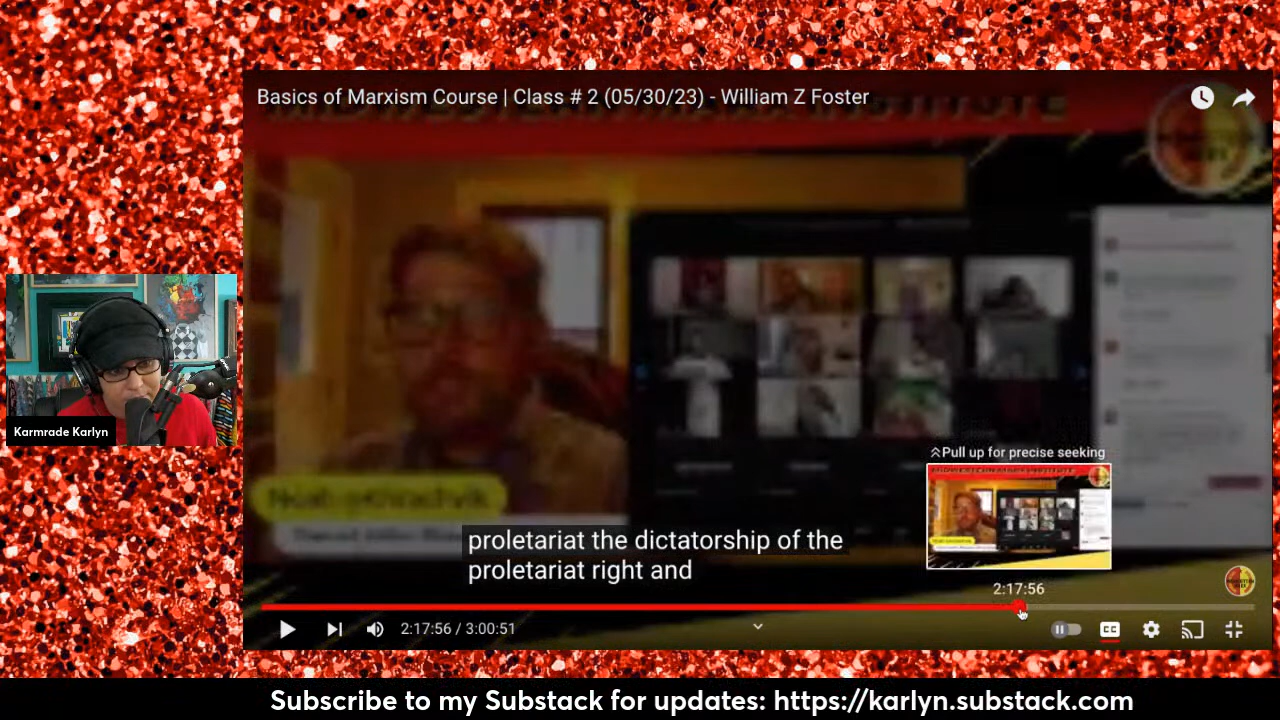 Basics of Marxism Course | Class # 2 (05/30/23) - William Z Foster
Karmrade Karlyn
Pull up for precise seeking
proletariat the dictatorship of the
proletariat right and
2:17:56
2:17:56 / 3:00:51
CC
Subscribe to my Substack for updates: https://karlyn.substack.com